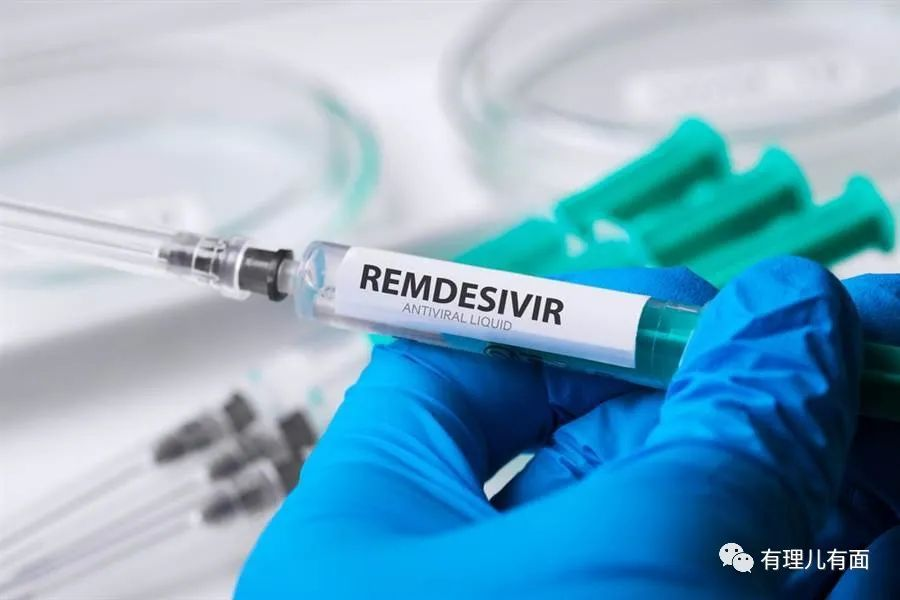 REMDESIVIR
ANTIVIRAL LIQUID
有理儿有面